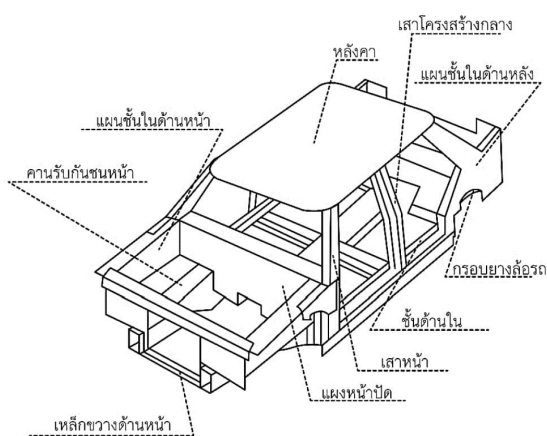 เสาโครงสร้างกลาง
หลังคา
แผนชั้นในด้านหลัง
แผนชั้นในด้านหน้า
คานรับกันชนหน้า
กรอบยางล้อรถ
ชั้นด้านใน
เสาหน้า
แผงหน้าปัด
เหล็กขวางด้านหน้า